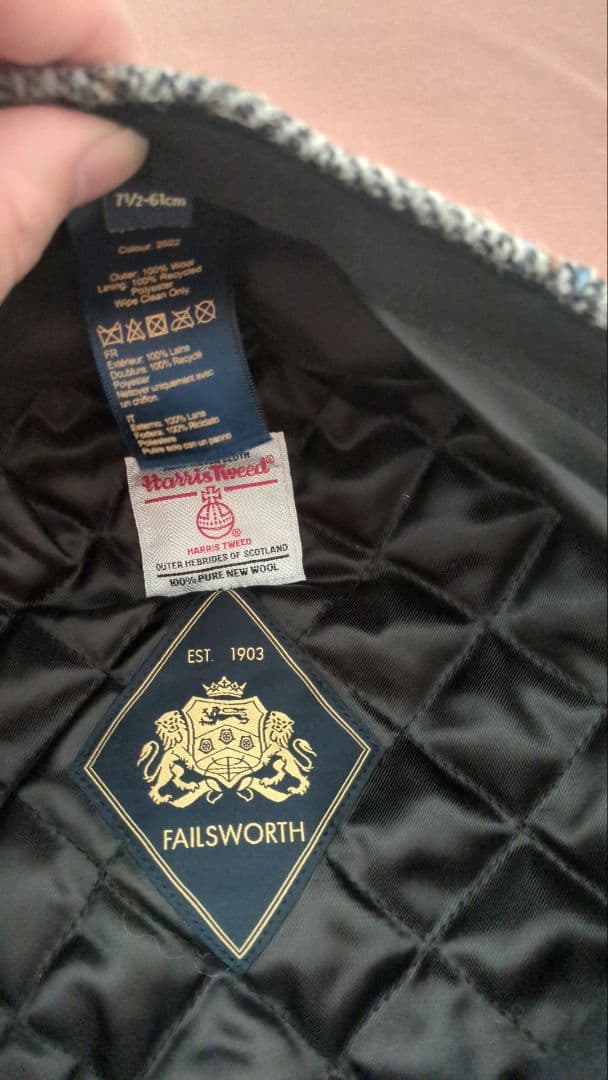 7½-61cm
Colour: 2022
Outer: 100% Wool
Lining: 100% Recycled
Polyester
Wipe Clean Only.
FR
Extérieur: 100% Laine
Doublure: 100% Recyclé
Polyester
Nettoyer uniquement avec
un chiffon.
IT
Esterno: 100% Lana
Fodera: 100% Riciclato
Poliestere
Pulire solo con un panno
Harris Tweed®
®
HARRIS TWEED
OUTER HEBRIDES OF SCOTLAND
100% PURE NEW WOOL
EST. 1903
FAILSWORTH